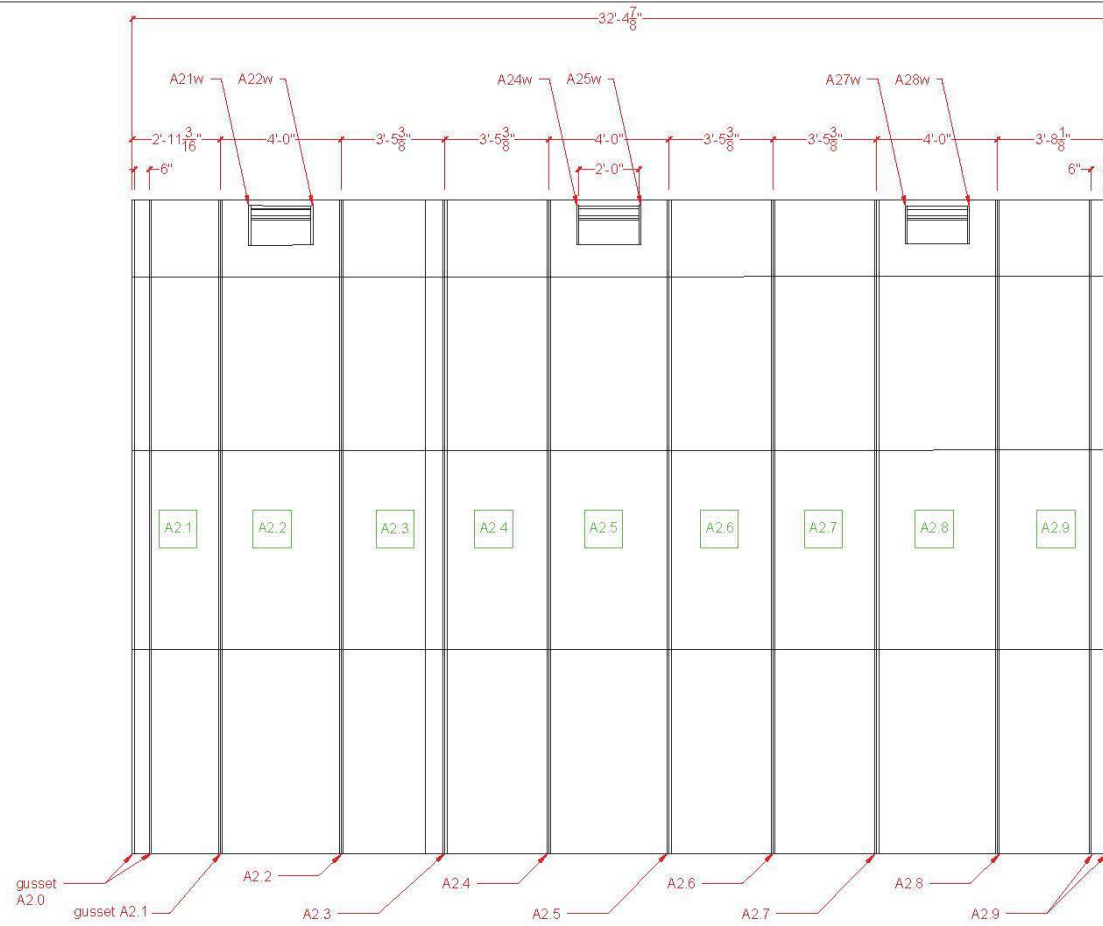 32'-4 7/8"
A21w
A22w
A24w
A25w
A27w
A28w
2'-11 3/16"
4'-0"
3'-5 3/8"
3'-5 3/8"
4'-0"
3'-5 3/8"
3'-5 3/8"
4'-0"
3'-8 1/8"
6"
2'-0"
6"
A2.1
A2.2
A2.3
A2.4
A2.5
A2.6
A2.7
A2.8
A2.9
gusset
A2.0
gusset A2.1
A2.2
A2.3
A2.4
A2.5
A2.6
A2.7
A2.8
A2.9